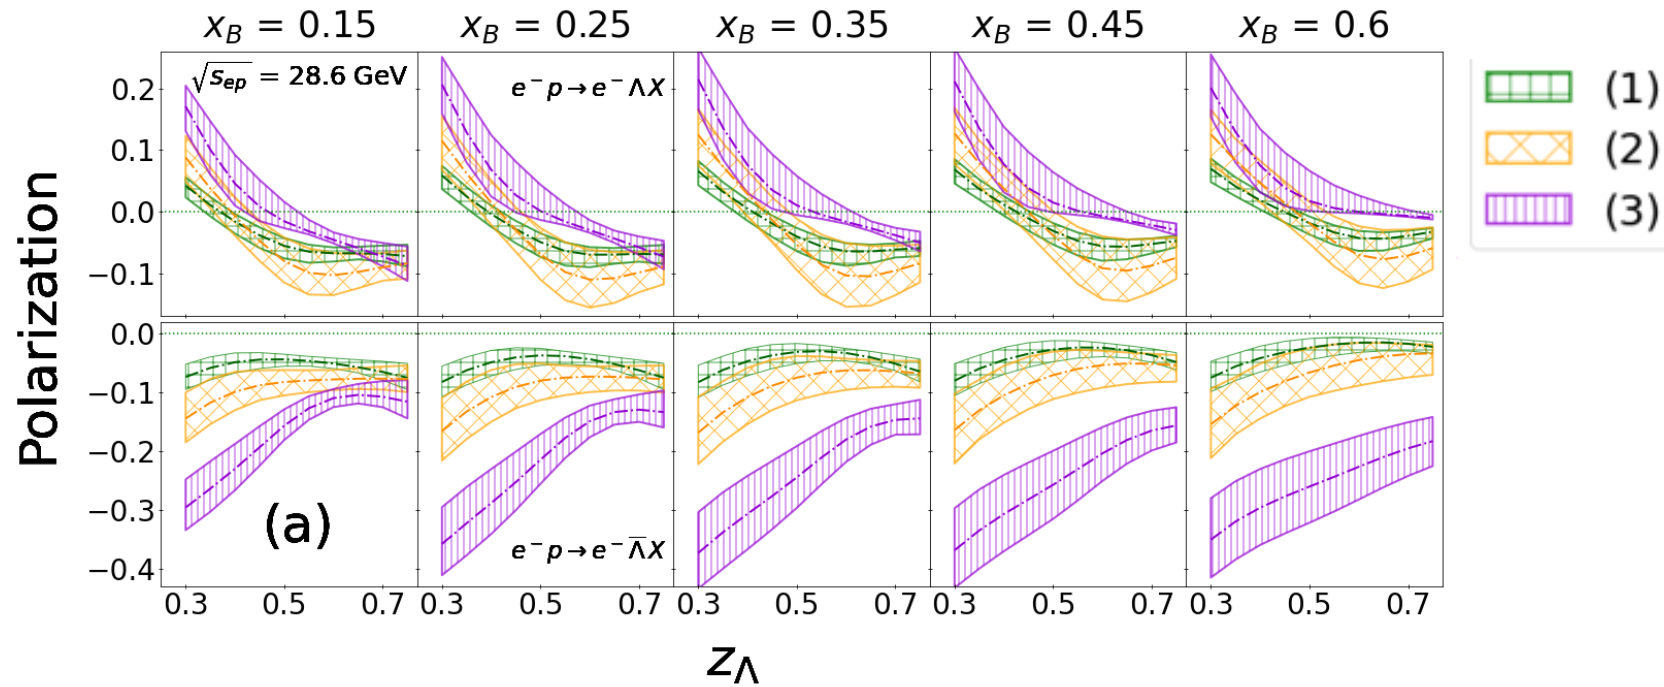 x_B = 0.15 x_B = 0.25 x_B = 0.35 x_B = 0.45 x_B = 0.6
√s_ep = 28.6 GeV
e⁻p → e⁻ΛX
(1)
(2)
(3)
0.2
0.1
0.0
−0.1
Polarization
0.0
−0.1
−0.2
−0.3
−0.4
(a)
e⁻p → e⁻Λ̅X
0.3 0.5 0.7 0.3 0.5 0.7 0.3 0.5 0.7 0.3 0.5 0.7 0.3 0.5 0.7
z_Λ